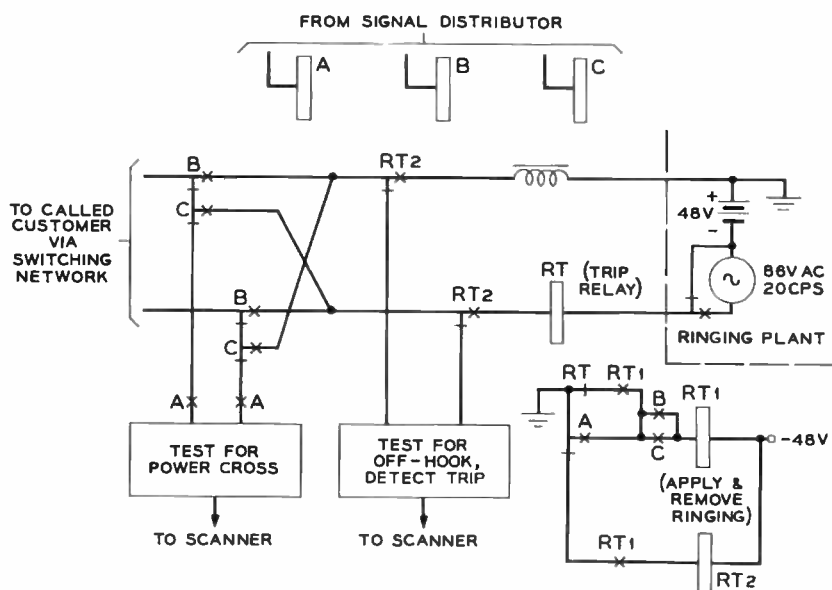 FROM SIGNAL DISTRIBUTOR
A
B
C
B
RT2
C
TO CALLED
CUSTOMER
VIA
SWITCHING
NETWORK
+
48V
-
86V AC
20CPS
RT (TRIP
RELAY)
B
RT2
RINGING PLANT
C
A
A
TEST FOR
POWER CROSS
TEST FOR
OFF-HOOK,
DETECT TRIP
TO SCANNER
TO SCANNER
RT
RT1
RT1
B
A
C
-48V
(APPLY &
REMOVE
RINGING)
RT1
RT2